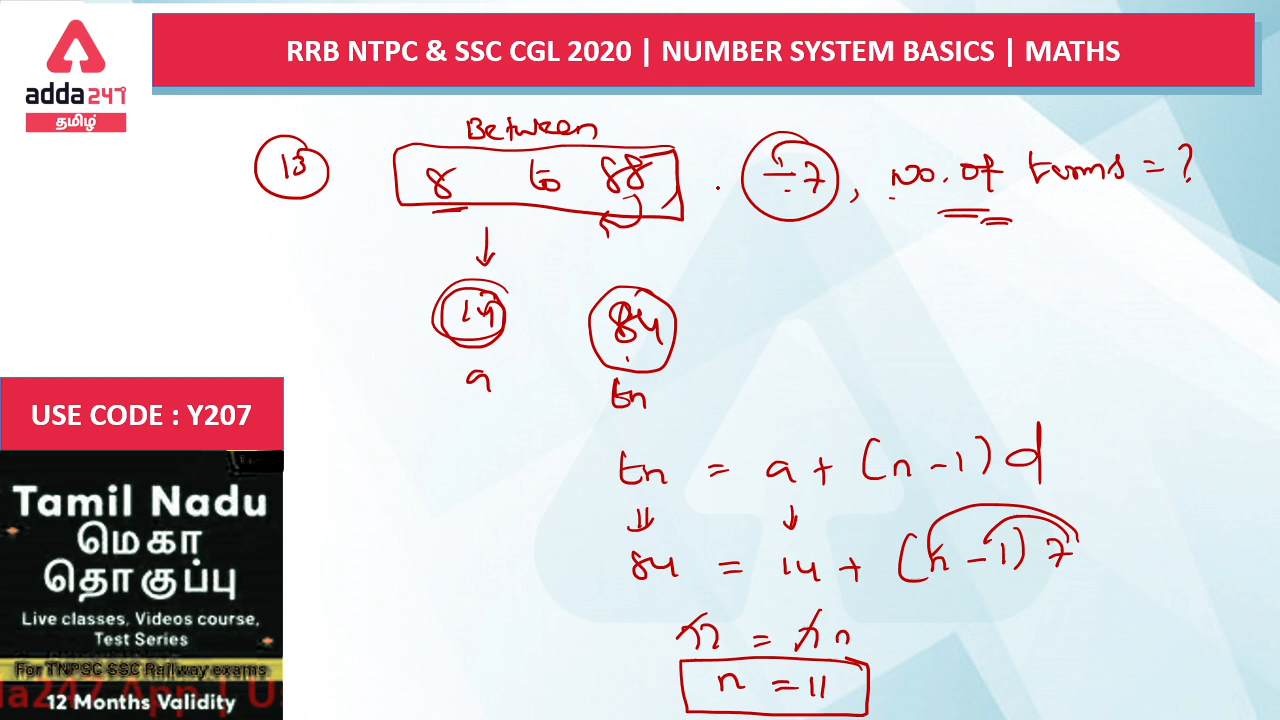 RRB NTPC & SSC CGL 2020 | NUMBER SYSTEM BASICS | MATHS
adda247
தமிழ்
Between
13 8 to 88 . ÷7, No. of terms = ?
14 84
a tn
tn = a + (n-1) d
84 = 14 + (n-1) 7
77 = 7n
n = 11
USE CODE : Y207
Tamil Nadu
மெகா
தொகுப்பு
Live classes, Videos course,
Test Series
For TNPSC SSC Railway exams
12 Months Validity